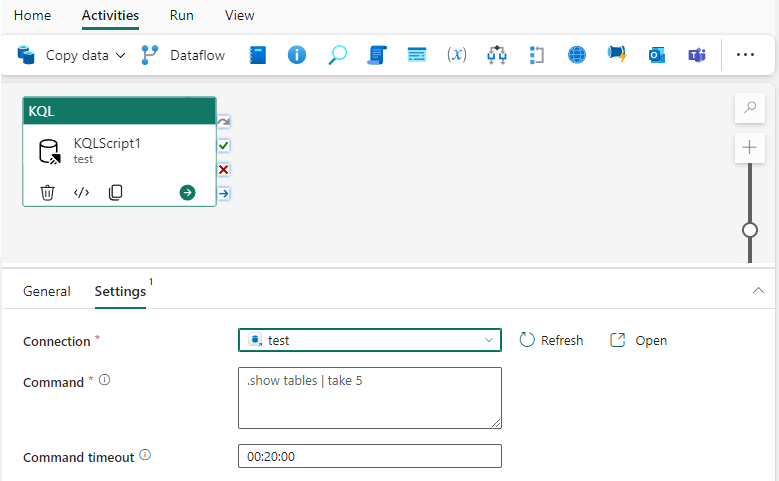 Home Activities Run View
Copy data Dataflow (x) ...
KQL
KQLScript1
test
</>
General Settings 1
Connection * test Refresh Open
Command * .show tables | take 5
Command timeout 00:20:00